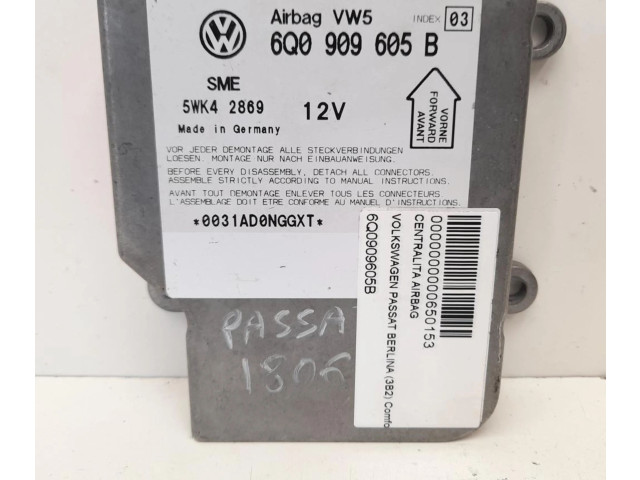 Airbag VW5 INDEX 03
6Q0 909 605 B
SME
5WK4 2869 12V
Made in Germany
VORNE
FORWARD
AVANT
VOR JEDER DEMONTAGE ALLE STECKVERBINDUNGEN
LOESEN. MONTAGE NUR NACH EINBAUANWEISUNG.
BEFORE EVERY DISASSEMBLY, DETACH ALL CONNECTORS.
ASSEMBLE STRICTLY ACCORDING TO MANUAL INSTRUCTIONS.
AVANT TOUT DEMONTAGE ENLEVER TOUS LES CONNECTEURS
L'ASSEMBLAGE DOIT ETRE CONFORME AU MANUEL D'INSTRUCTIONS.
*0031AD0NGGXT*
0000000000650153
CENTRALITA AIRBAG
VOLKSWAGEN PASSAT BERLINA (3B2) Comfo
6Q0909605B
PASSA
1806